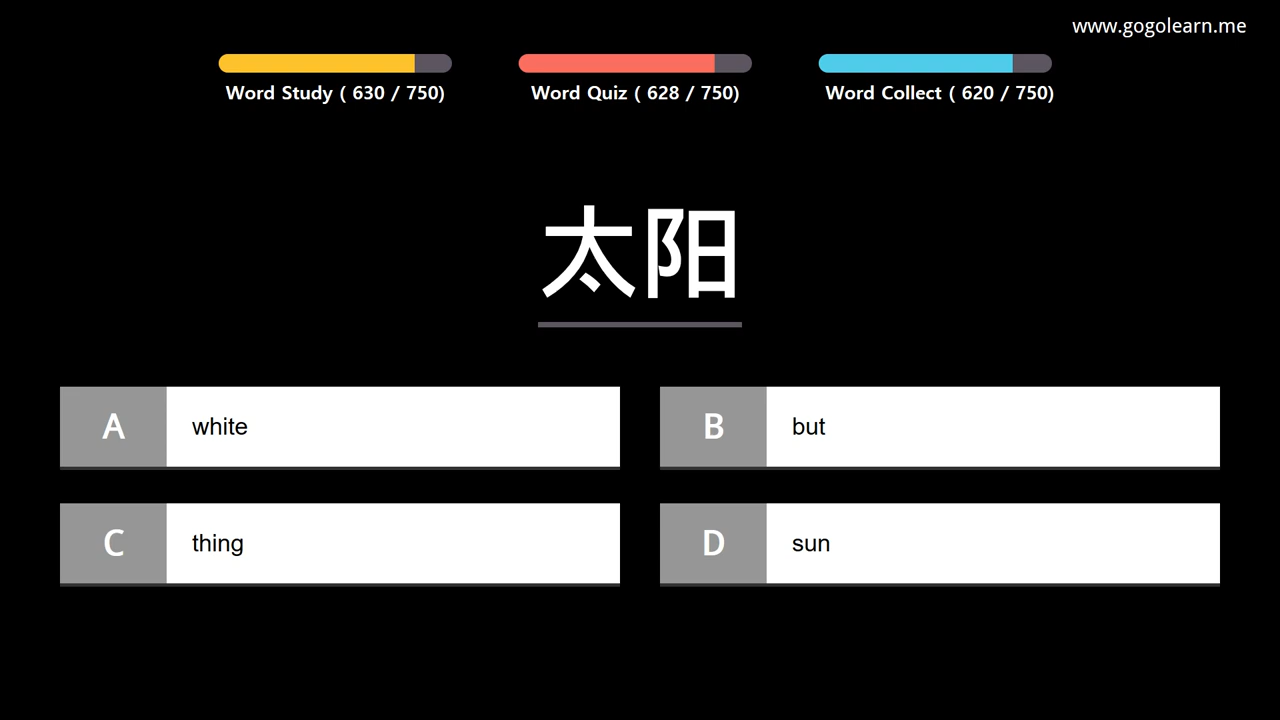 www.gogolearn.me
Word Study ( 630 / 750)
Word Quiz ( 628 / 750)
Word Collect ( 620 / 750)
太阳
A white
B but
C thing
D sun